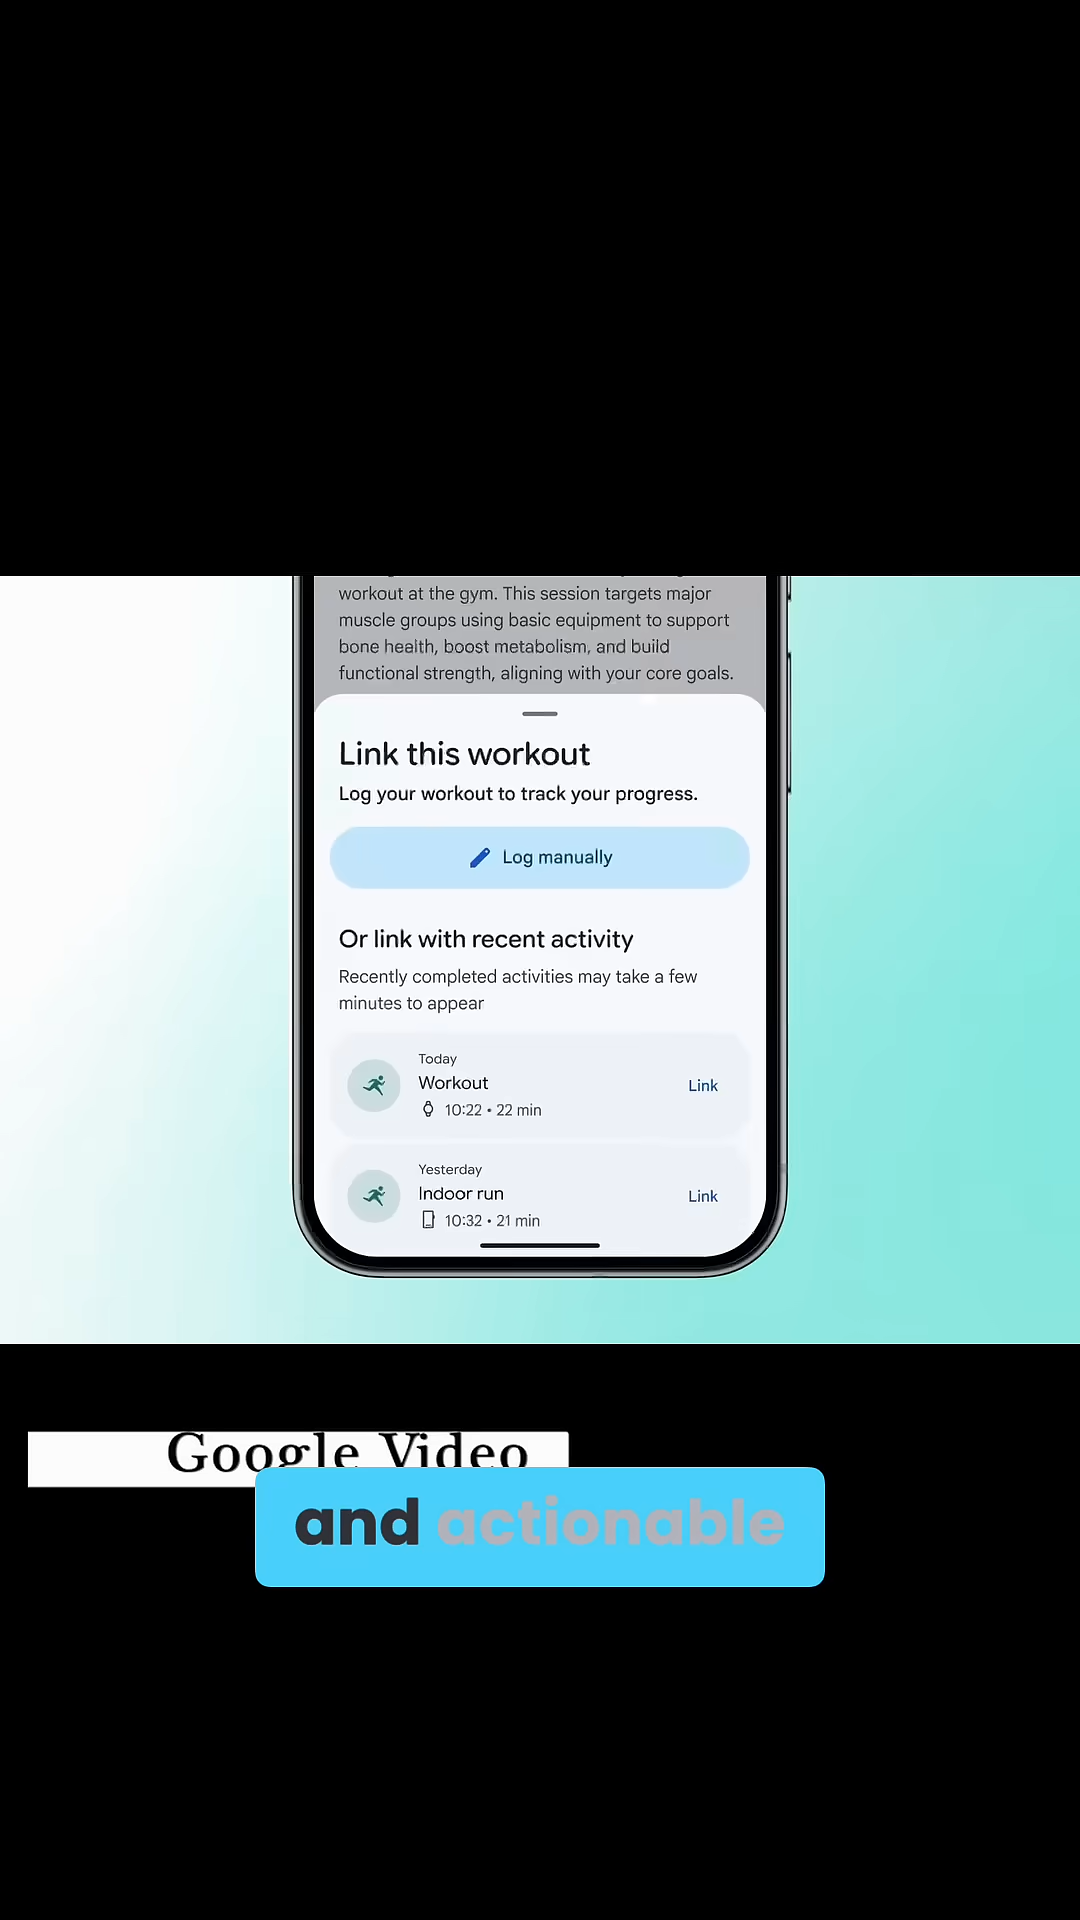 workout at the gym. This session targets major
muscle groups using basic equipment to support
bone health, boost metabolism, and build
functional strength, aligning with your core goals.
Link this workout
Log your workout to track your progress.
Log manually
Or link with recent activity
Recently completed activities may take a few
minutes to appear
Today
Workout
Link
10:22 • 22 min
Yesterday
Indoor run
Link
10:32 • 21 min
Google Video
and actionable